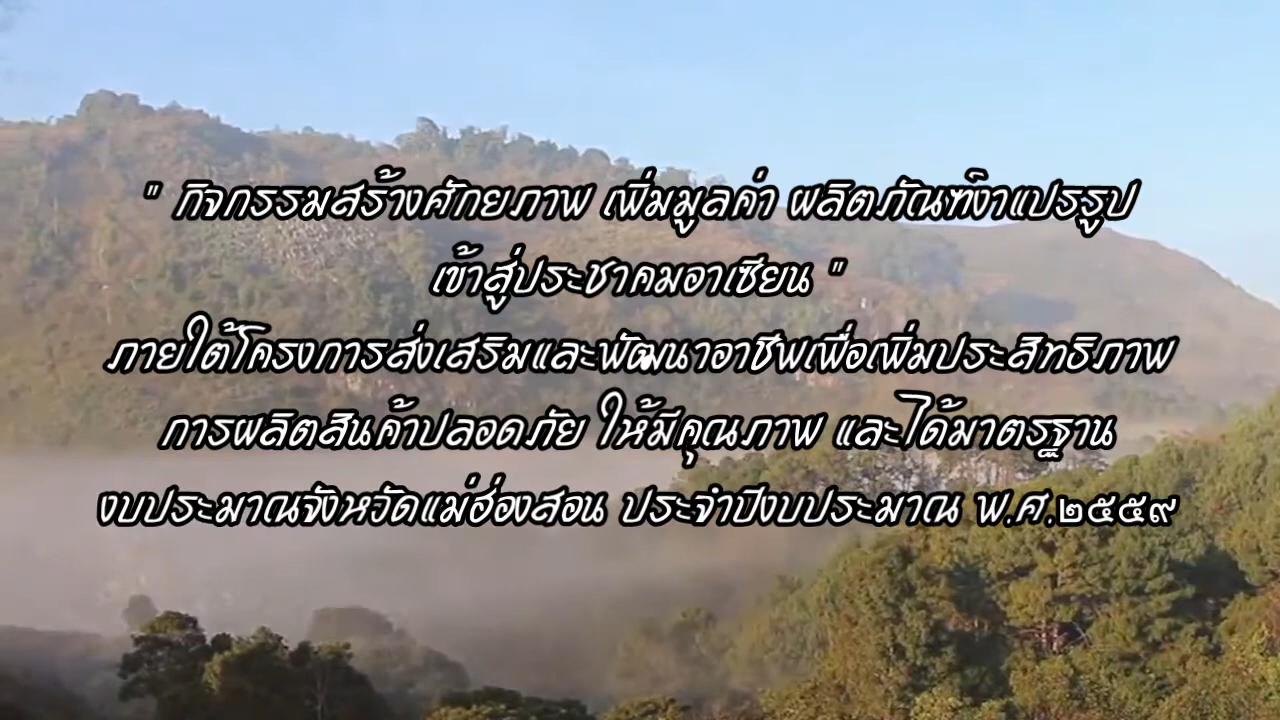 " กิจกรรมสร้างศักยภาพ เพิ่มมูลค่า ผลิตภัณฑ์งาแปรรูป
เข้าสู่ประชาคมอาเซียน "
ภายใต้โครงการส่งเสริมและพัฒนาอาชีพเพื่อเพิ่มประสิทธิภาพ
การผลิตสินค้าปลอดภัย ให้มีคุณภาพ และได้มาตรฐาน
งบประมาณจังหวัดแม่ฮ่องสอน ประจำปีงบประมาณ พ.ศ.๒๕๕๙